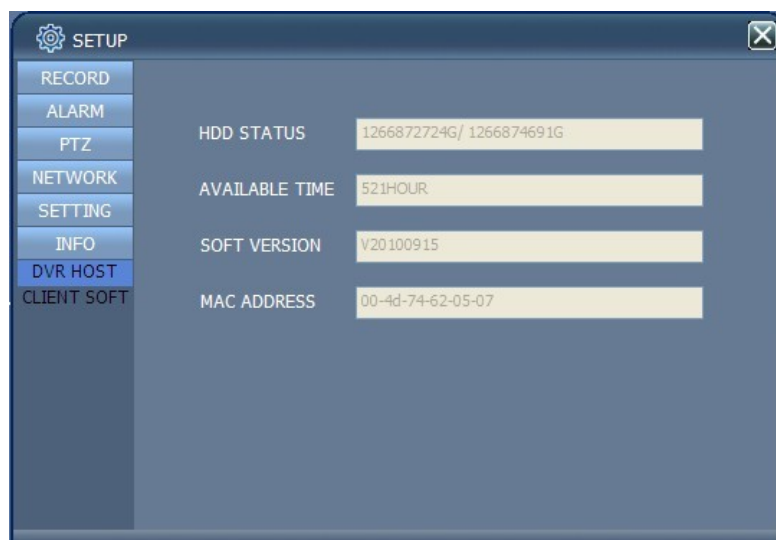 SETUP
RECORD
ALARM
PTZ
NETWORK
SETTING
INFO
DVR HOST
CLIENT SOFT
HDD STATUS 1266872724G/ 1266874691G
AVAILABLE TIME 521HOUR
SOFT VERSION V20100915
MAC ADDRESS 00-4d-74-62-05-07